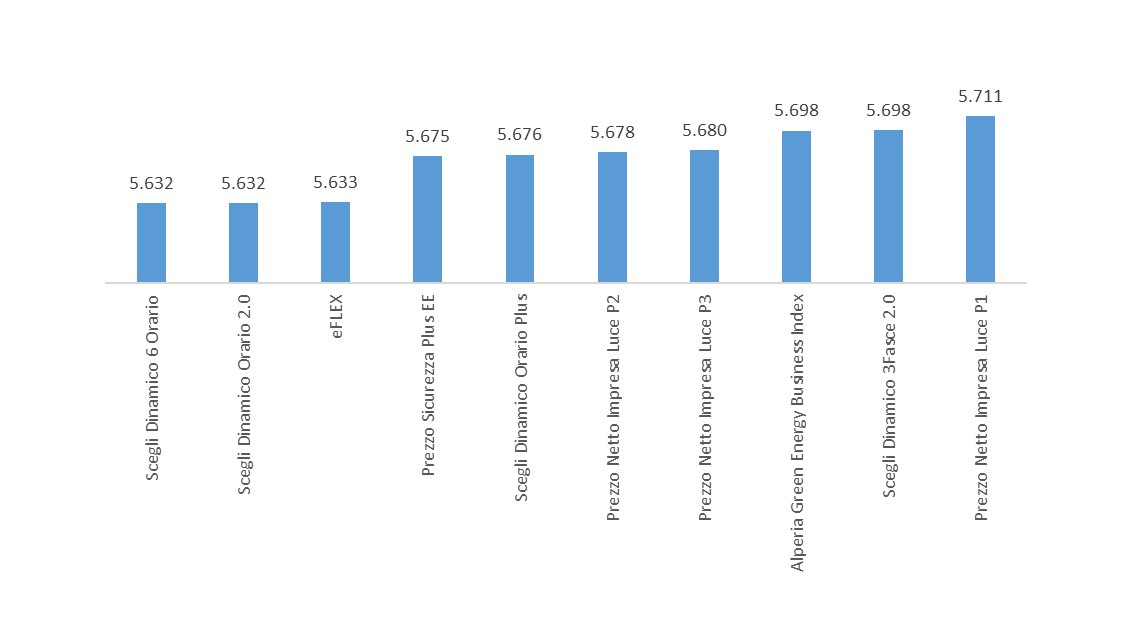 5.632
5.632
5.633
5.675
5.676
5.678
5.680
5.698
5.698
5.711
Scegli Dinamico 6 Orario
Scegli Dinamico Orario 2.0
eFLEX
Prezzo Sicurezza Plus EE
Scegli Dinamico Orario Plus
Prezzo Netto Impresa Luce P2
Prezzo Netto Impresa Luce P3
Alperia Green Energy Business Index
Scegli Dinamico 3Fasce 2.0
Prezzo Netto Impresa Luce P1